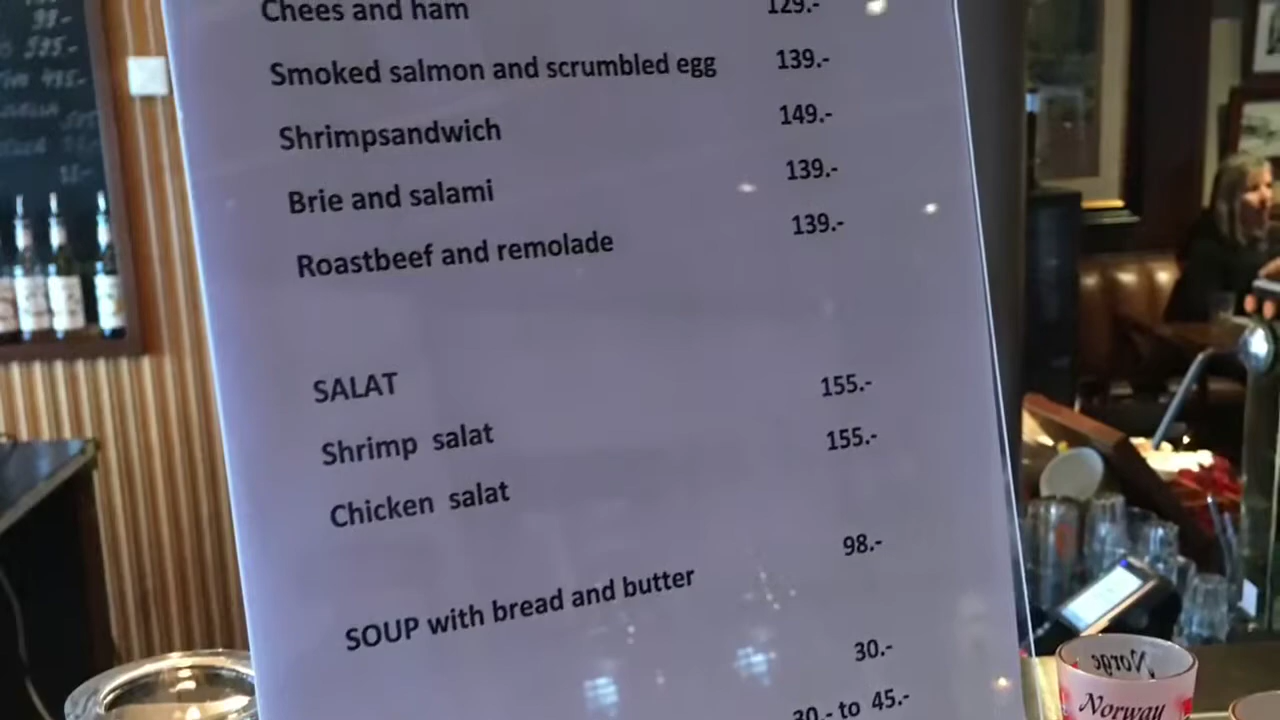 Chees and ham 129.-
Smoked salmon and scrumbled egg 139.-
Shrimpsandwich 149.-
Brie and salami 139.-
Roastbeef and remolade 139.-
SALAT
Shrimp salat 155.-
Chicken salat 155.-
SOUP with bread and butter 98.-
30.-
30.- to 45.-
Norge
Norway